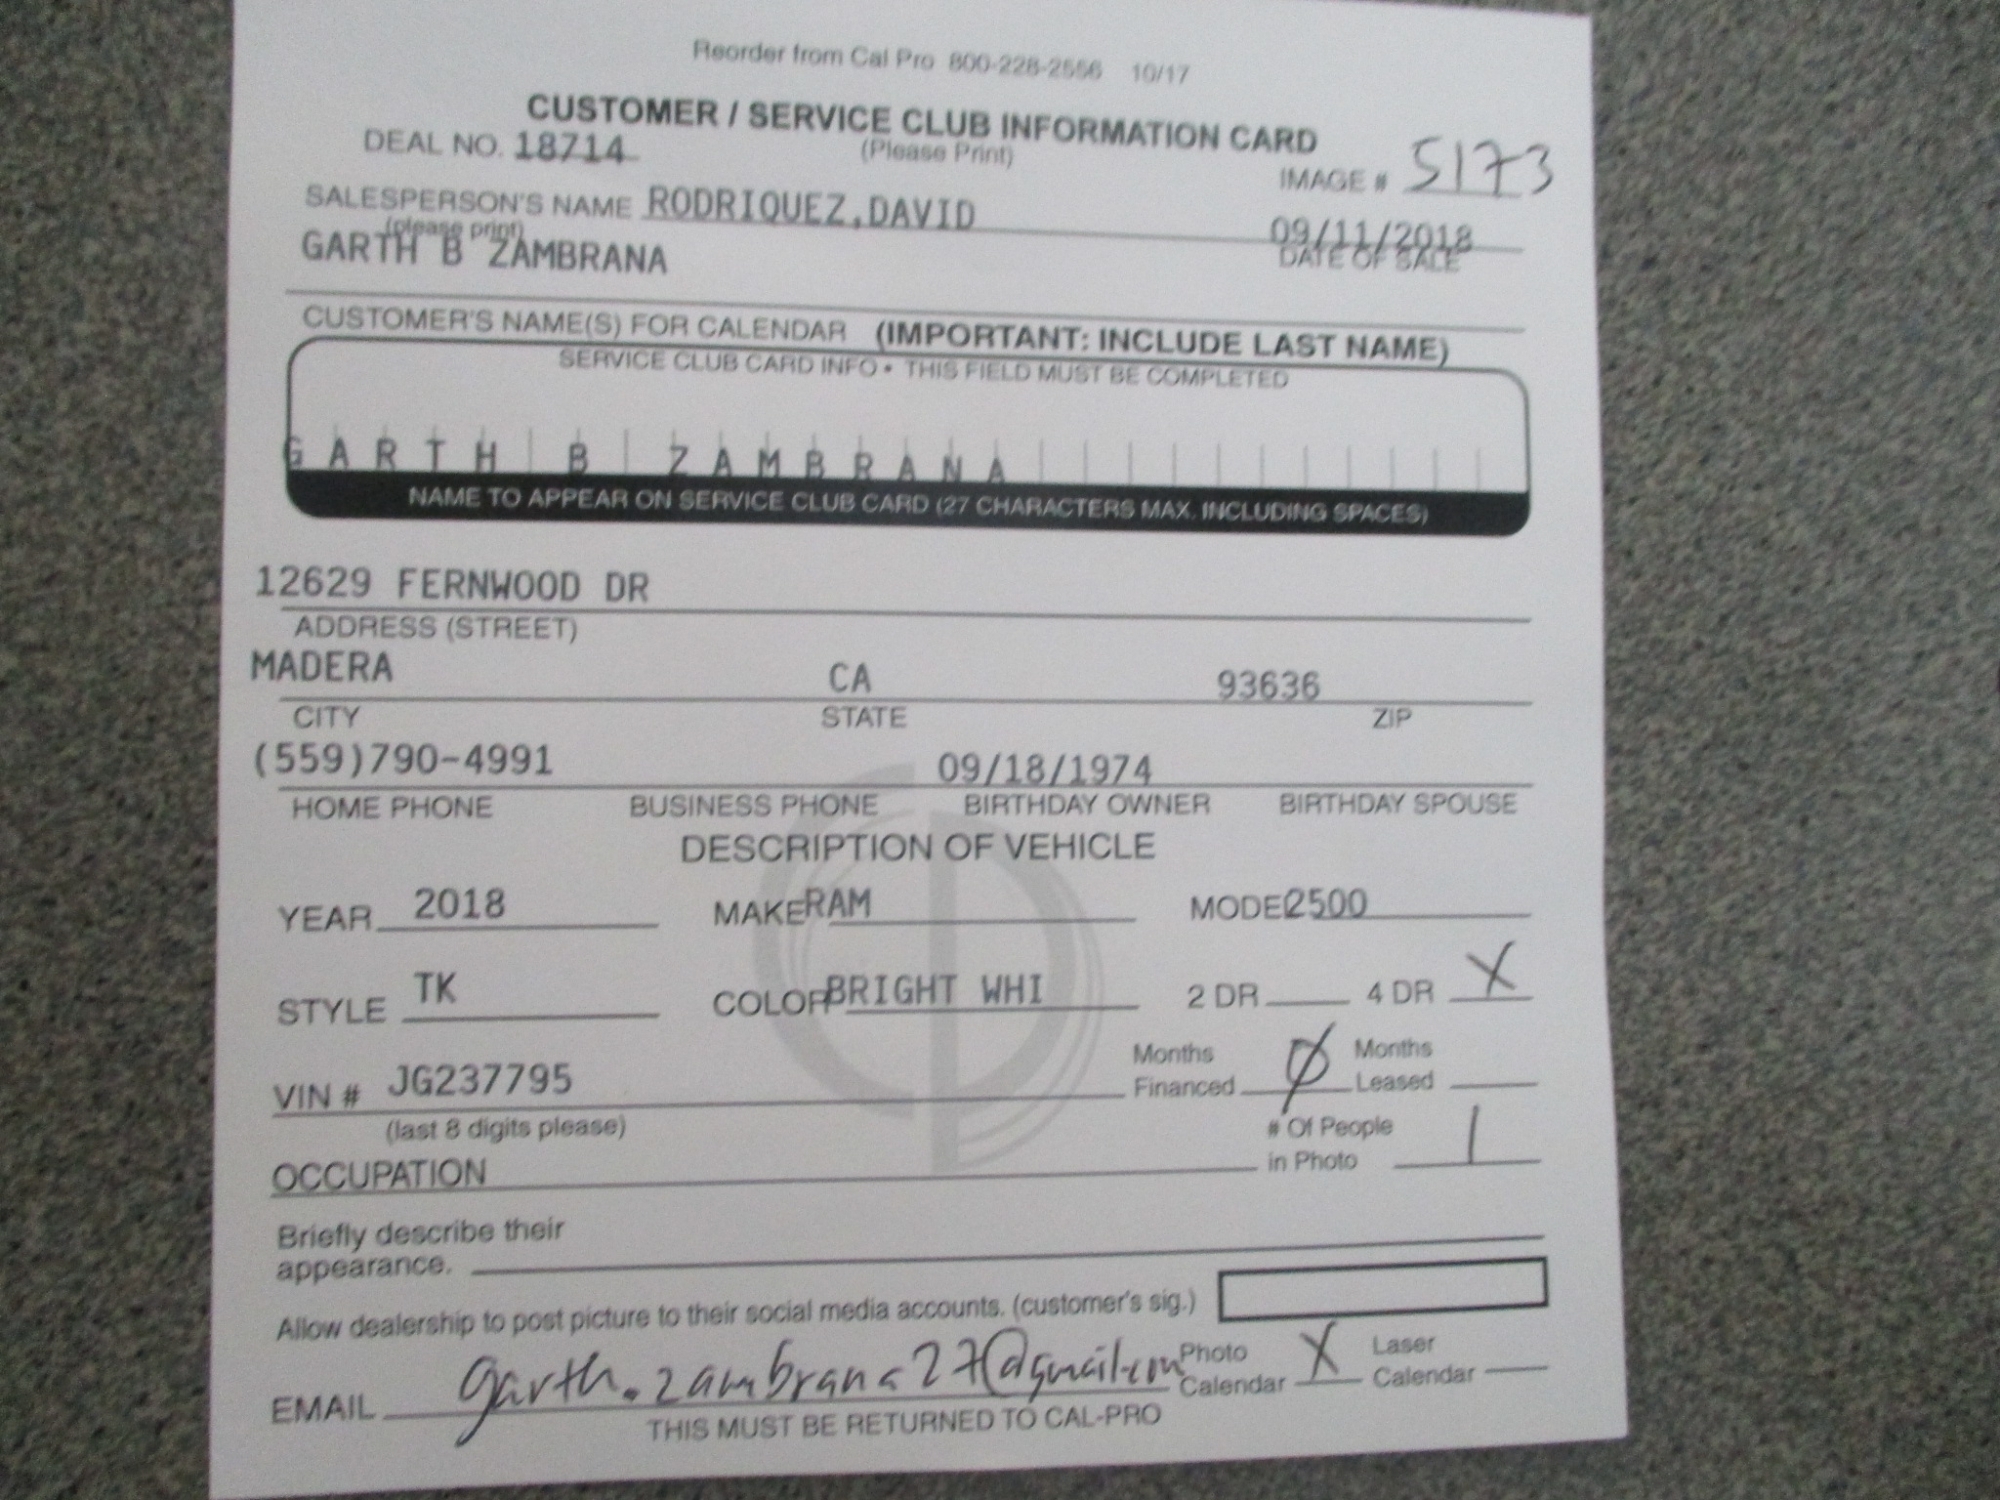 Reorder from Cal Pro 800-228-2556 10/17
CUSTOMER / SERVICE CLUB INFORMATION CARD
DEAL NO. 18714 (Please Print)
IMAGE # 5173
SALESPERSON'S NAME RODRIQUEZ,DAVID 09/11/2018
(please print) DATE OF SALE
GARTH B ZAMBRANA
CUSTOMER'S NAME(S) FOR CALENDAR (IMPORTANT: INCLUDE LAST NAME)
SERVICE CLUB CARD INFO • THIS FIELD MUST BE COMPLETED
GARTH B ZAMBRANA
NAME TO APPEAR ON SERVICE CLUB CARD (27 CHARACTERS MAX. INCLUDING SPACES)
12629 FERNWOOD DR
ADDRESS (STREET)
MADERA CA 93636
CITY STATE ZIP
(559)790-4991 09/18/1974
HOME PHONE BUSINESS PHONE BIRTHDAY OWNER BIRTHDAY SPOUSE
DESCRIPTION OF VEHICLE
YEAR 2018 MAKE RAM MODEL 2500
STYLE TK COLOR BRIGHT WHI 2 DR 4 DR X
VIN # JG237795 Months Financed Ø Months Leased
(last 8 digits please)
OCCUPATION # Of People in Photo 1
Briefly describe their
appearance.
Allow dealership to post picture to their social media accounts. (customer's sig.)
EMAIL garth.zambrana27@gmail.com Photo Calendar X Laser Calendar
THIS MUST BE RETURNED TO CAL-PRO